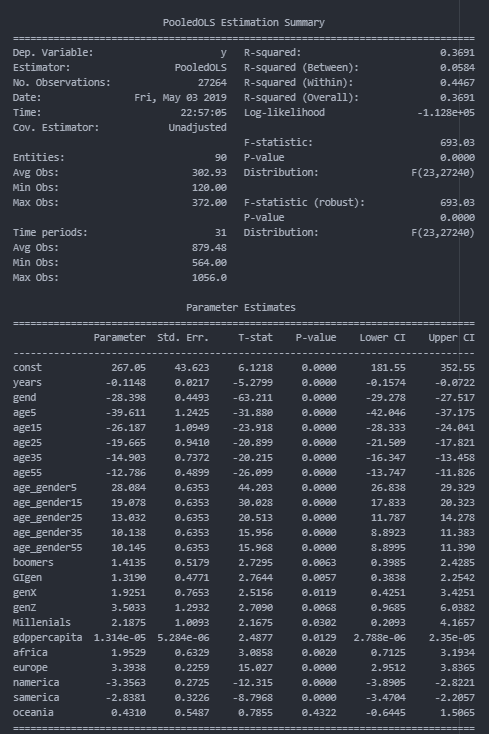 PooledOLS Estimation Summary
================================================================================
Dep. Variable: y R-squared: 0.3691
Estimator: PooledOLS R-squared (Between): 0.0584
No. Observations: 27264 R-squared (Within): 0.4467
Date: Fri, May 03 2019 R-squared (Overall): 0.3691
Time: 22:57:05 Log-likelihood -1.128e+05
Cov. Estimator: Unadjusted
F-statistic: 693.03
Entities: 90 P-value 0.0000
Avg Obs: 302.93 Distribution: F(23,27240)
Min Obs: 120.00
Max Obs: 372.00 F-statistic (robust): 693.03
P-value 0.0000
Time periods: 31 Distribution: F(23,27240)
Avg Obs: 879.48
Min Obs: 564.00
Max Obs: 1056.0
Parameter Estimates
================================================================================
Parameter Std. Err. T-stat P-value Lower CI Upper CI
--------------------------------------------------------------------------------
const 267.05 43.623 6.1218 0.0000 181.55 352.55
years -0.1148 0.0217 -5.2799 0.0000 -0.1574 -0.0722
gend -28.398 0.4493 -63.211 0.0000 -29.278 -27.517
age5 -39.611 1.2425 -31.880 0.0000 -42.046 -37.175
age15 -26.187 1.0949 -23.918 0.0000 -28.333 -24.041
age25 -19.665 0.9410 -20.899 0.0000 -21.509 -17.821
age35 -14.903 0.7372 -20.215 0.0000 -16.347 -13.458
age55 -12.786 0.4899 -26.099 0.0000 -13.747 -11.826
age_gender5 28.084 0.6353 44.203 0.0000 26.838 29.329
age_gender15 19.078 0.6353 30.028 0.0000 17.833 20.323
age_gender25 13.032 0.6353 20.513 0.0000 11.787 14.278
age_gender35 10.138 0.6353 15.956 0.0000 8.8923 11.383
age_gender55 10.145 0.6353 15.968 0.0000 8.8995 11.390
boomers 1.4135 0.5179 2.7295 0.0063 0.3985 2.4285
GIgen 1.3190 0.4771 2.7644 0.0057 0.3838 2.2542
genX 1.9251 0.7653 2.5156 0.0119 0.4251 3.4251
genZ 3.5033 1.2932 2.7090 0.0068 0.9685 6.0382
Millenials 2.1875 1.0093 2.1675 0.0302 0.2093 4.1657
gdppercapita 1.314e-05 5.284e-06 2.4877 0.0129 2.788e-06 2.35e-05
africa 1.9529 0.6329 3.0858 0.0020 0.7125 3.1934
europe 3.3938 0.2259 15.027 0.0000 2.9512 3.8365
namerica -3.3563 0.2725 -12.315 0.0000 -3.8905 -2.8221
samerica -2.8381 0.3226 -8.7968 0.0000 -3.4704 -2.2057
oceania 0.4310 0.5487 0.7855 0.4322 -0.6445 1.5065
================================================================================